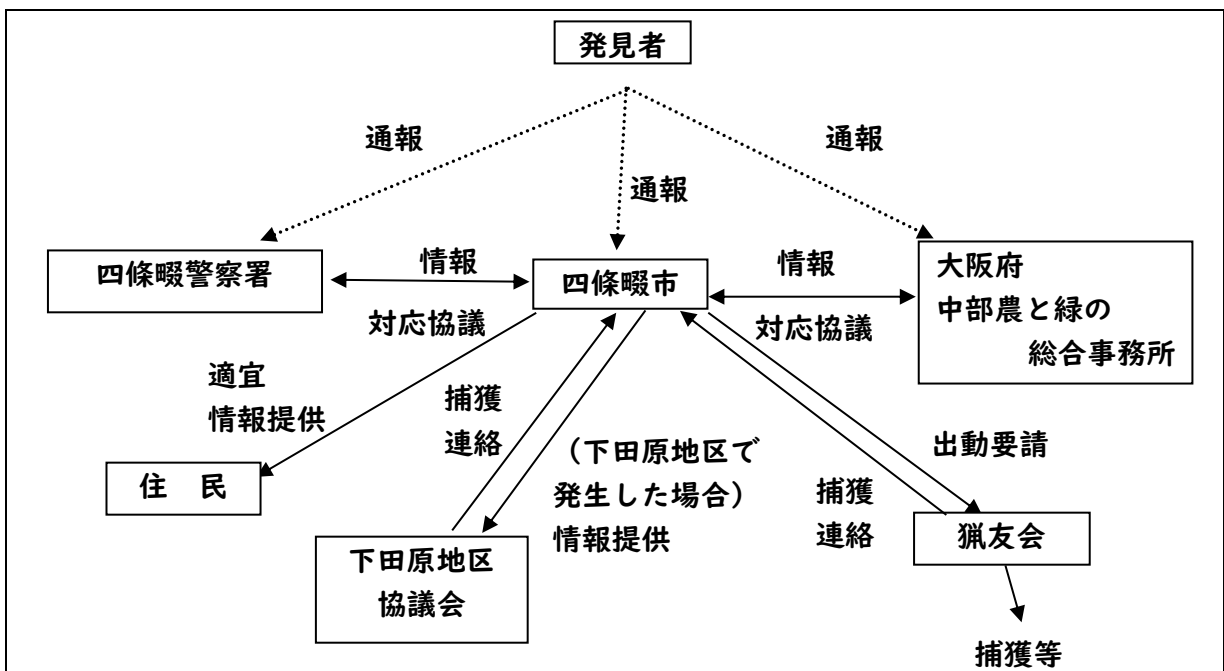 発見者
通報
通報
通報
四條畷警察署
情報
対応協議
四條畷市
情報
対応協議
大阪府
中部農と緑の
総合事務所
適宜
情報提供
捕獲
連絡
(下田原地区で
発生した場合)
情報提供
出動要請
捕獲
連絡
住 民
下田原地区
協議会
猟友会
捕獲等